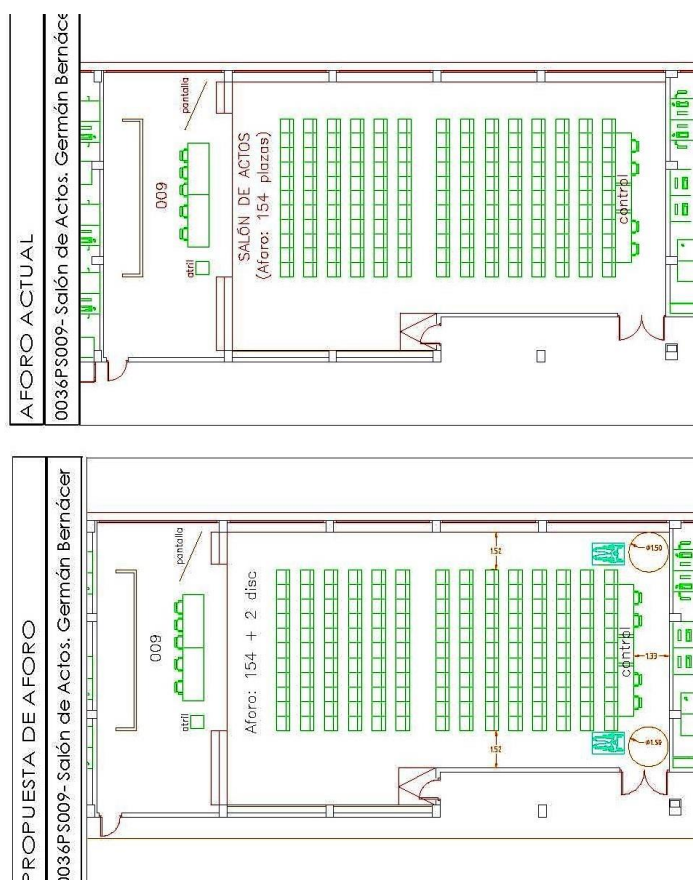 AFORO ACTUAL
0036PS009- Salón de Actos. Germán Bernáce
009
pantalla
atril
SALÓN DE ACTOS
(Aforo: 154 plazas)
control
PROPUESTA DE AFORO
0036PS009- Salón de Actos. Germán Bernácer
009
pantalla
atril
Aforo: 154 + 2 disc
1.52
1.52
ø1.50
ø1.50
1.33
control